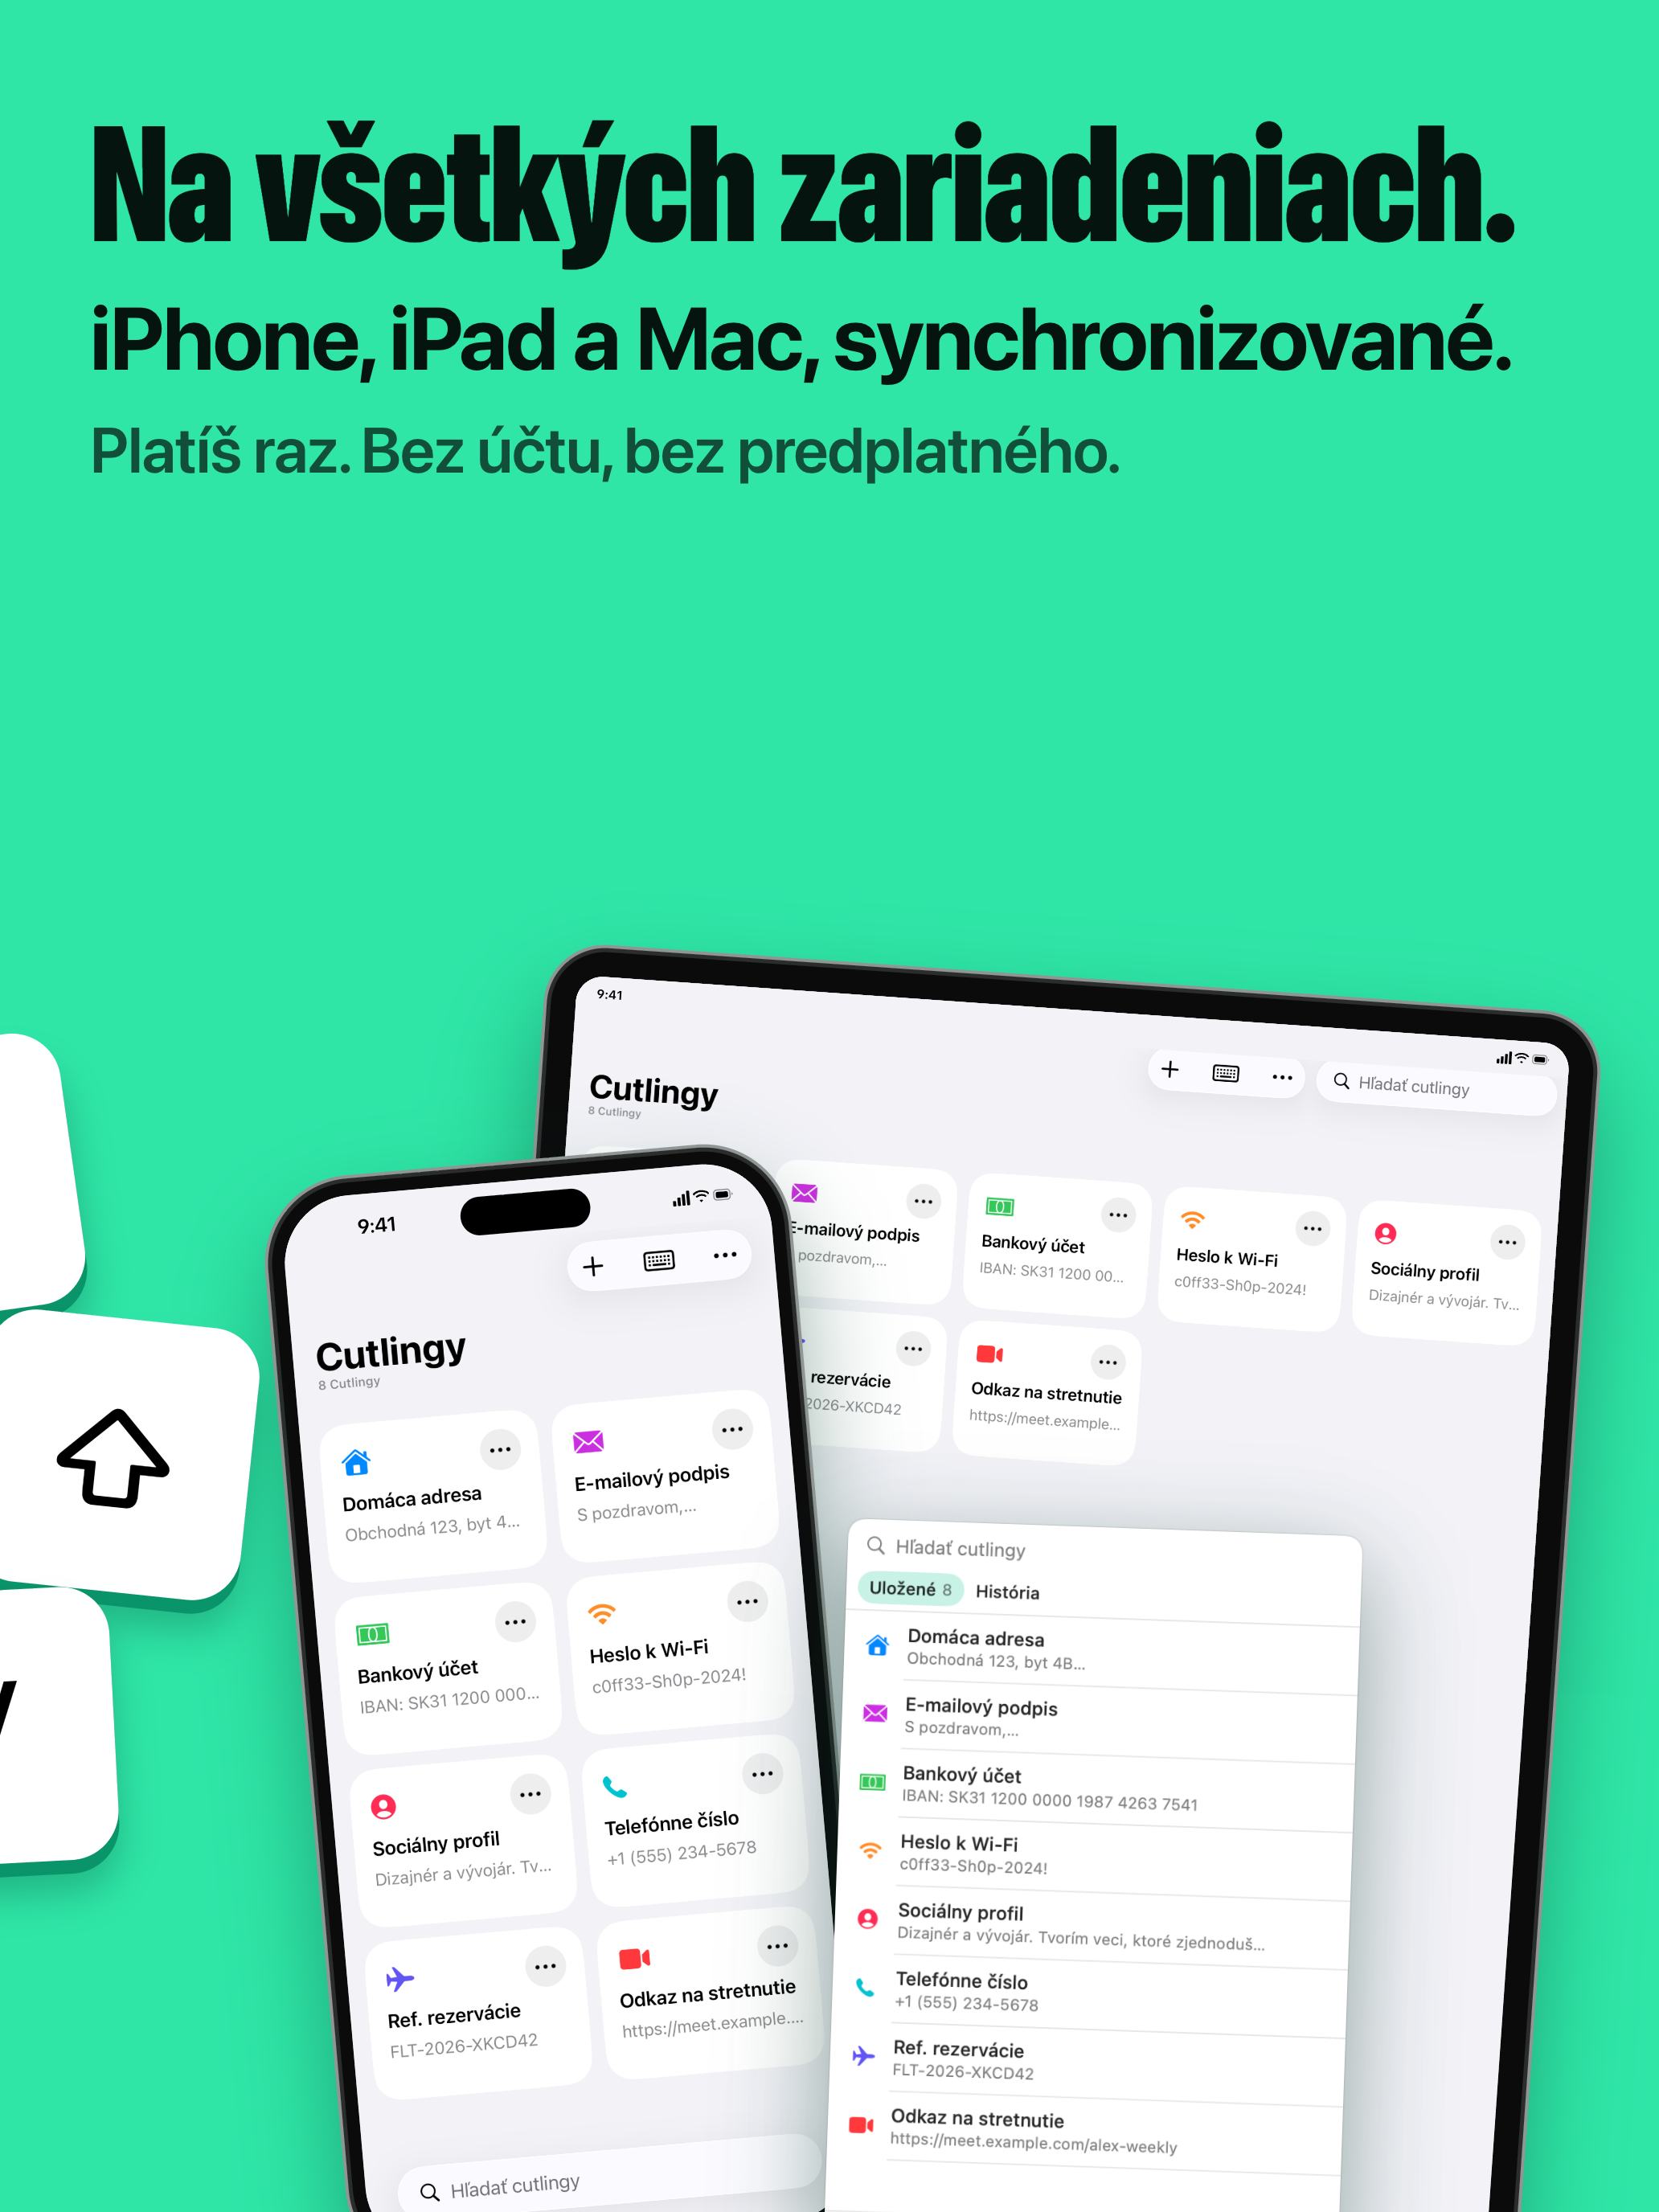 Na všetkých zariadeniach.
iPhone, iPad a Mac, synchronizované.
Platíš raz. Bez účtu, bez predplatného.
9:41
Hľadať cutlingy
Cutlingy
8 Cutlingy
E-mailový podpis
pozdravom,...
Bankový účet
IBAN: SK31 1200 00...
Heslo k Wi-Fi
c0ff33-Sh0p-2024!
Sociálny profil
Dizajnér a vývojár. Tv...
rezervácie
2026-XKCD42
Odkaz na stretnutie
https://meet.example...
9:41
Cutlingy
8 Cutlingy
Domáca adresa
Obchodná 123, byt 4...
E-mailový podpis
S pozdravom,...
Bankový účet
IBAN: SK31 1200 000...
Heslo k Wi-Fi
c0ff33-Sh0p-2024!
Sociálny profil
Dizajnér a vývojár. Tv...
Telefónne číslo
+1 (555) 234-5678
Ref. rezervácie
FLT-2026-XKCD42
Odkaz na stretnutie
https://meet.example....
Hľadať cutlingy
Hľadať cutlingy
Uložené 8 História
Domáca adresa
Obchodná 123, byt 4B...
E-mailový podpis
S pozdravom,...
Bankový účet
IBAN: SK31 1200 0000 1987 4263 7541
Heslo k Wi-Fi
c0ff33-Sh0p-2024!
Sociálny profil
Dizajnér a vývojár. Tvorím veci, ktoré zjednoduš...
Telefónne číslo
+1 (555) 234-5678
Ref. rezervácie
FLT-2026-XKCD42
Odkaz na stretnutie
https://meet.example.com/alex-weekly